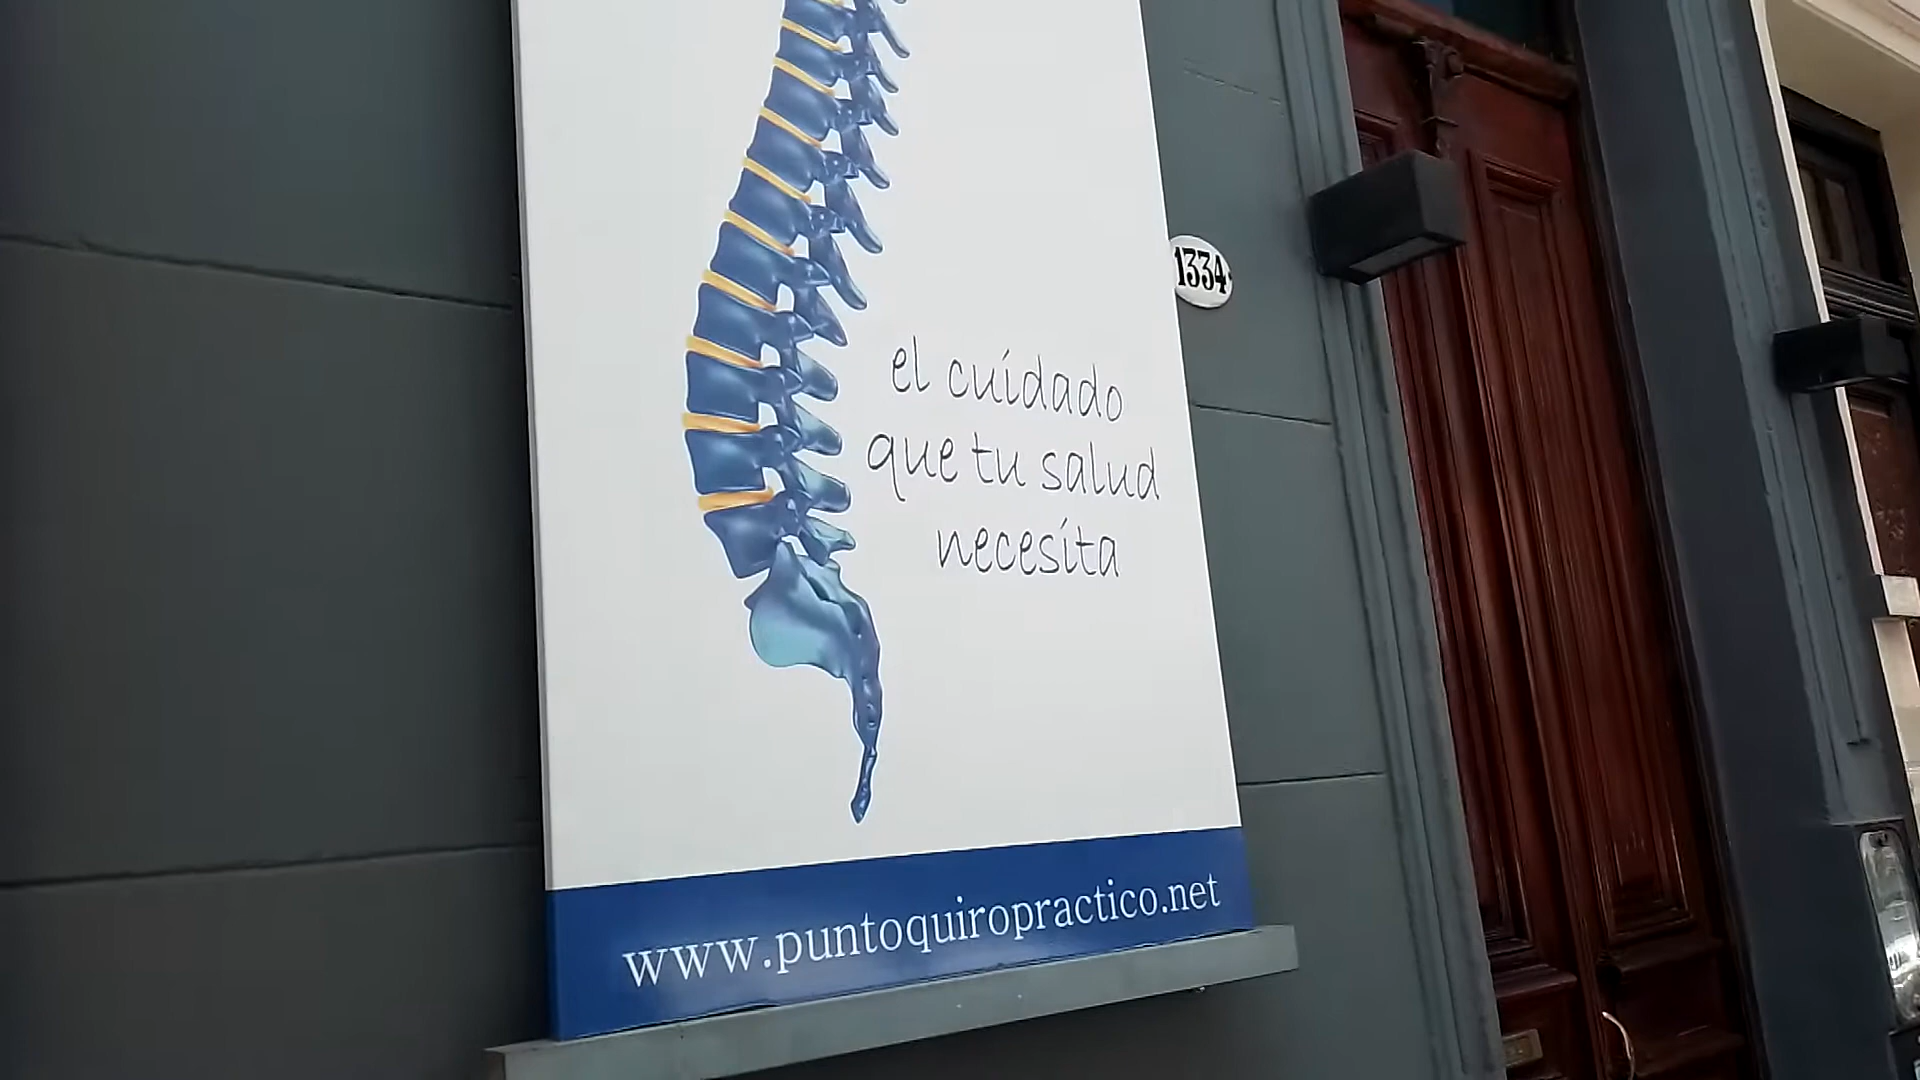 1334
el cuidado
que tu salud
necesita
www.puntoquiropractico.net